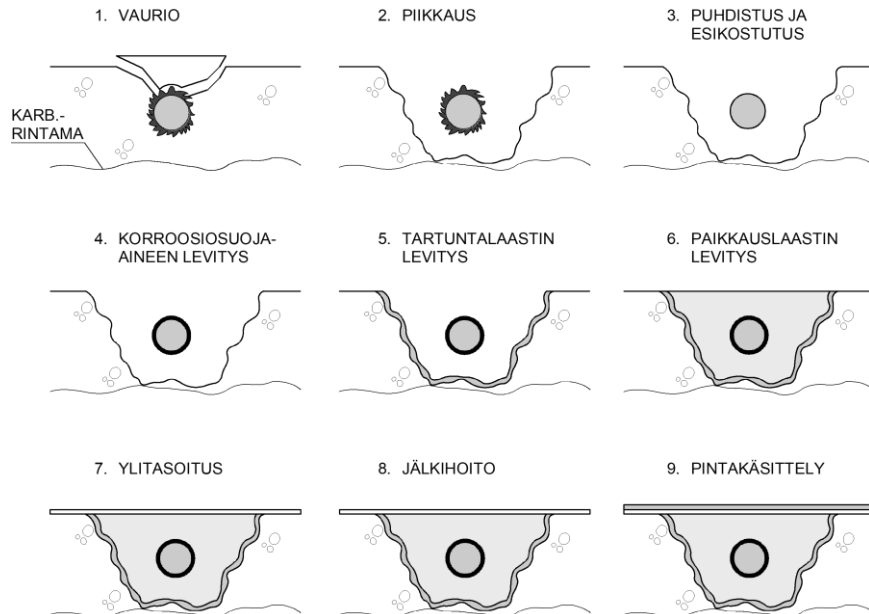 1. VAURIO
2. PIIKKAUS
3. PUHDISTUS JA
ESIKOSTUTUS
KARB.-
RINTAMA
4. KORROOSIOSUOJA-
AINEEN LEVITYS
5. TARTUNTALAASTIN
LEVITYS
6. PAIKKAUSLAASTIN
LEVITYS
7. YLITASOITUS
8. JÄLKIHOITO
9. PINTAKÄSITTELY